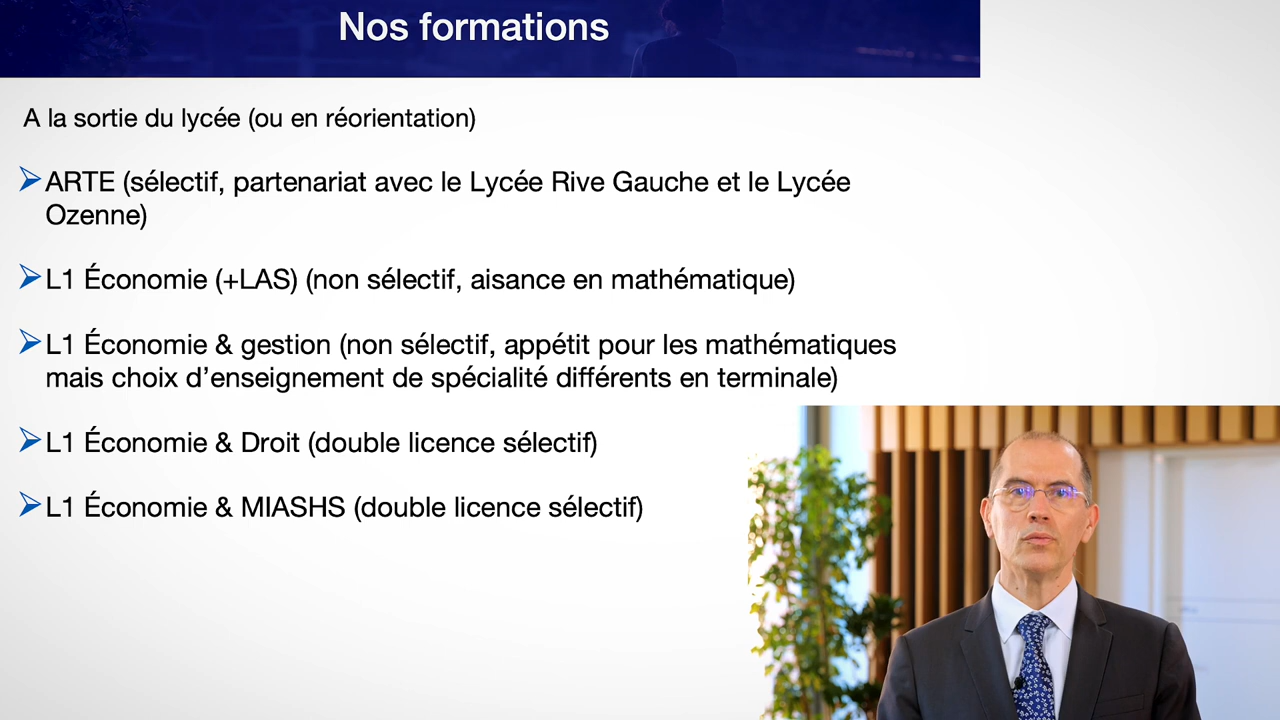 Nos formations
A la sortie du lycée (ou en réorientation)
ARTE (sélectif, partenariat avec le Lycée Rive Gauche et le Lycée
Ozenne)
L1 Économie (+LAS) (non sélectif, aisance en mathématique)
L1 Économie & gestion (non sélectif, appétit pour les mathématiques
mais choix d’enseignement de spécialité différents en terminale)
L1 Économie & Droit (double licence sélectif)
L1 Économie & MIASHS (double licence sélectif)